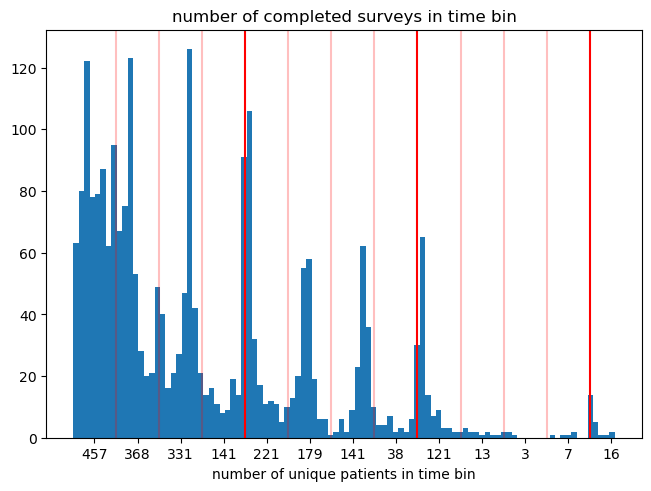 number of completed surveys in time bin
120
100
80
60
40
20
0
457 368 331 141 221 179 141 38 121 13 3 7 16
number of unique patients in time bin